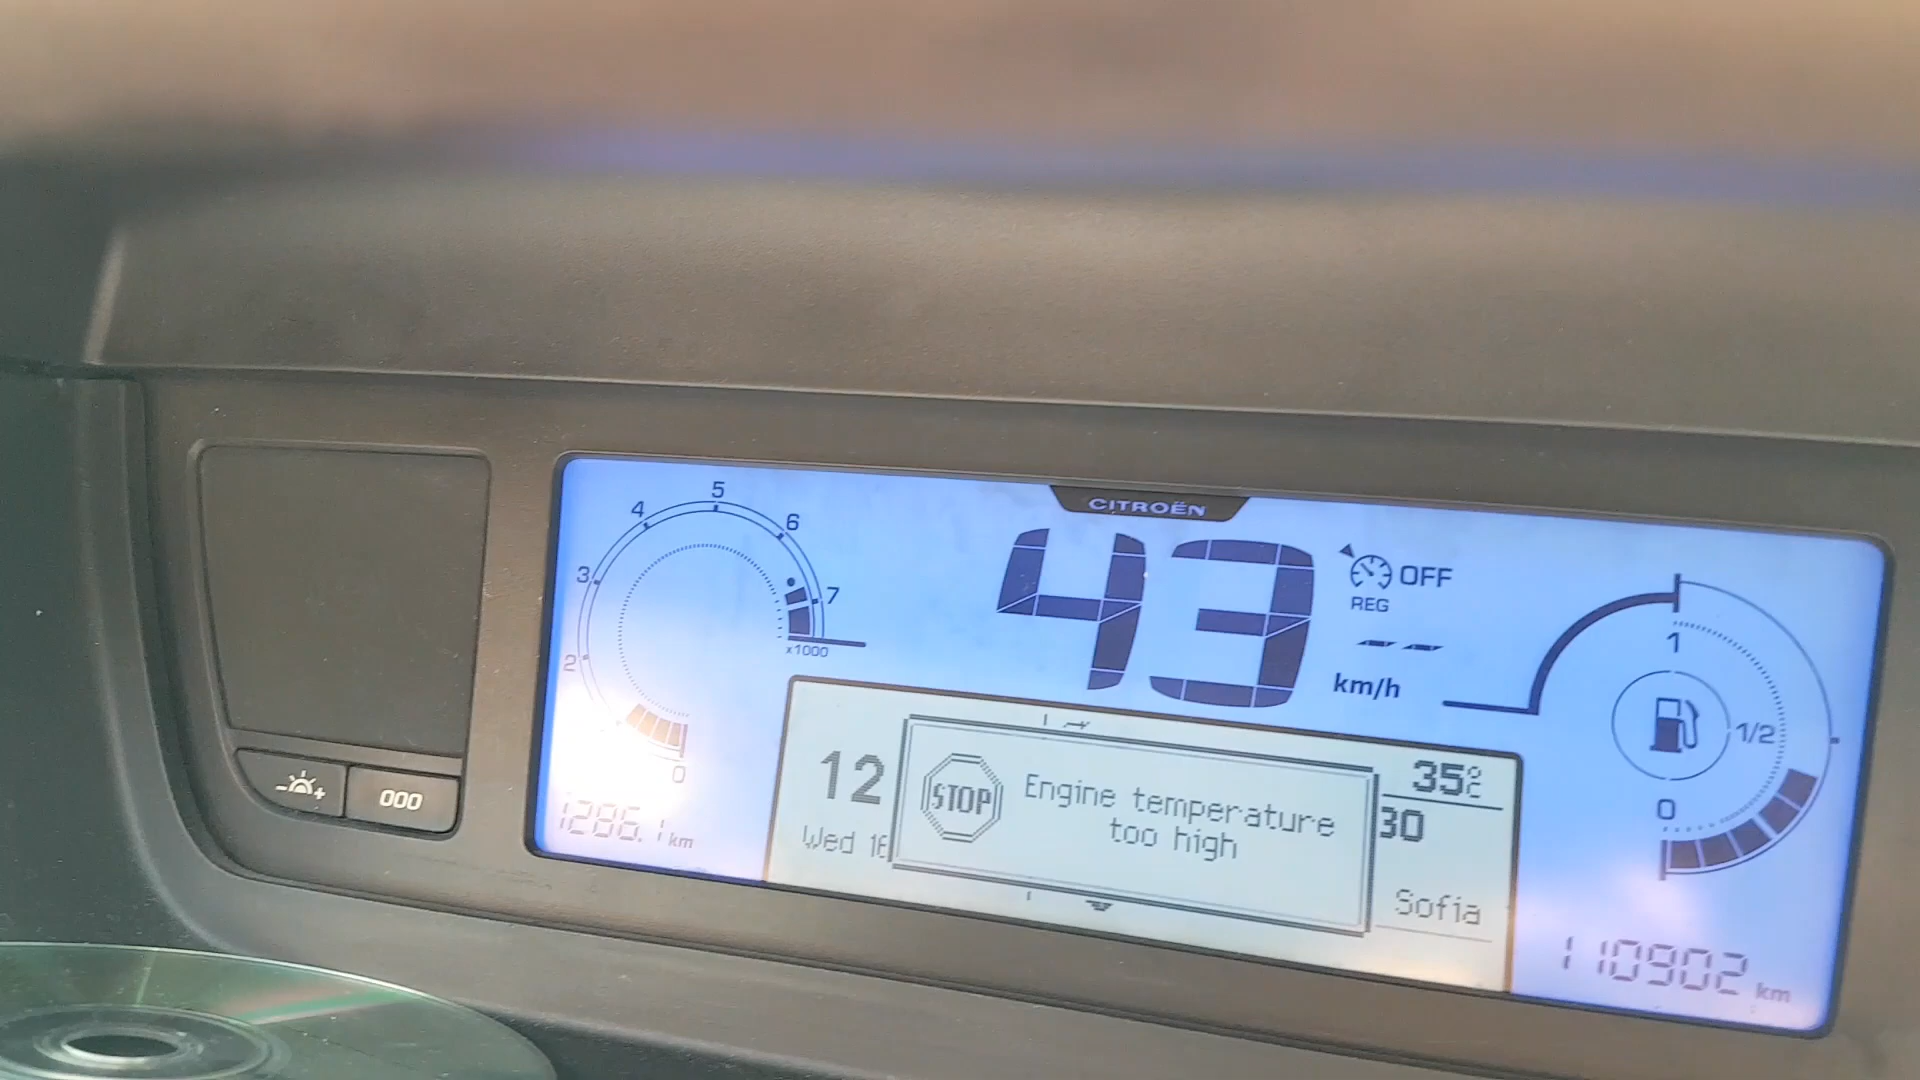 CITROËN
5
4
6
3
7
2
x1000
0
43
OFF
REG
km/h
1
1/2
0
1286.1 km
12
35°C
30
STOP
Engine temperature
too high
Wed 16
Sofia
110902 km
000